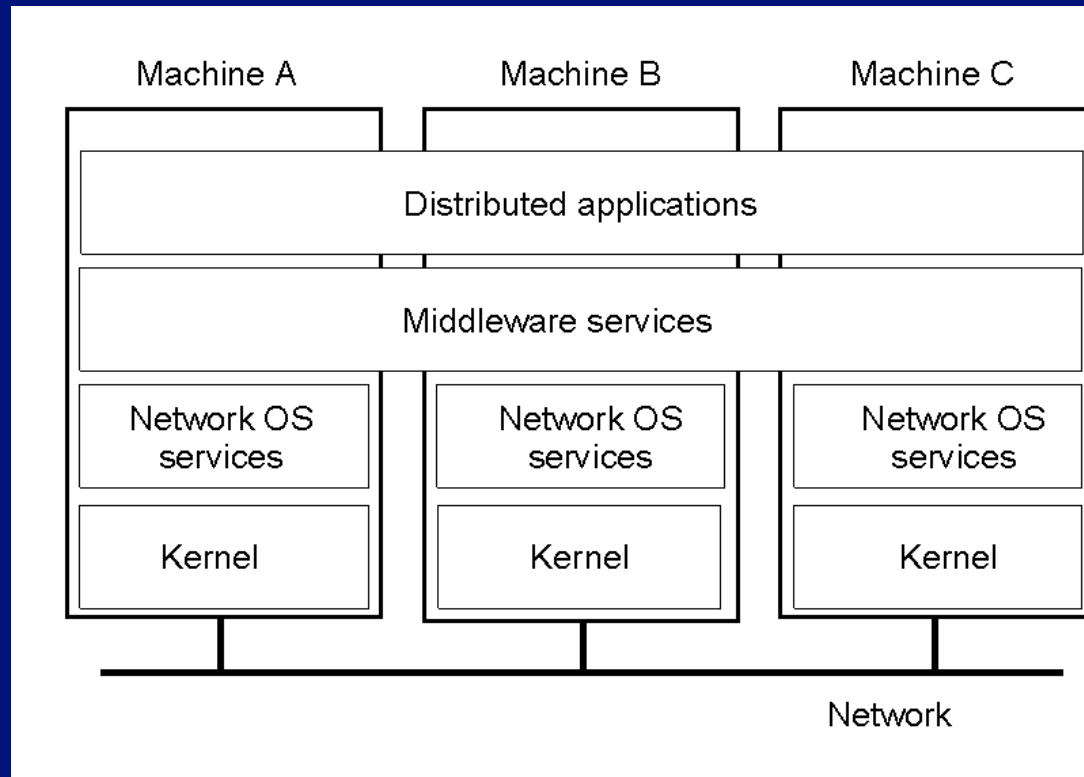 Machine A
Machine B
Machine C
Distributed applications
Middleware services
Network OS
services
Network OS
services
Network OS
services
Kernel
Kernel
Kernel
Network